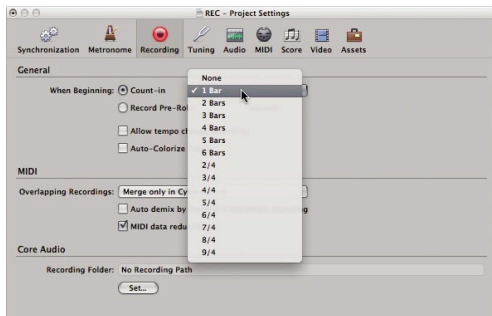 REC - Project Settings
Synchronization Metronome Recording Tuning Audio MIDI Score Video Assets
General
When Beginning: Count-in
Record Pre-Ro
Allow tempo c
Auto-Colorize
None
✓ 1 Bar
2 Bars
3 Bars
4 Bars
5 Bars
6 Bars
2/4
3/4
4/4
5/4
6/4
7/4
8/4
9/4
MIDI
Overlapping Recordings: Merge only in Cy
Auto demix by
MIDI data redu
Core Audio
Recording Folder: No Recording Path
Set...